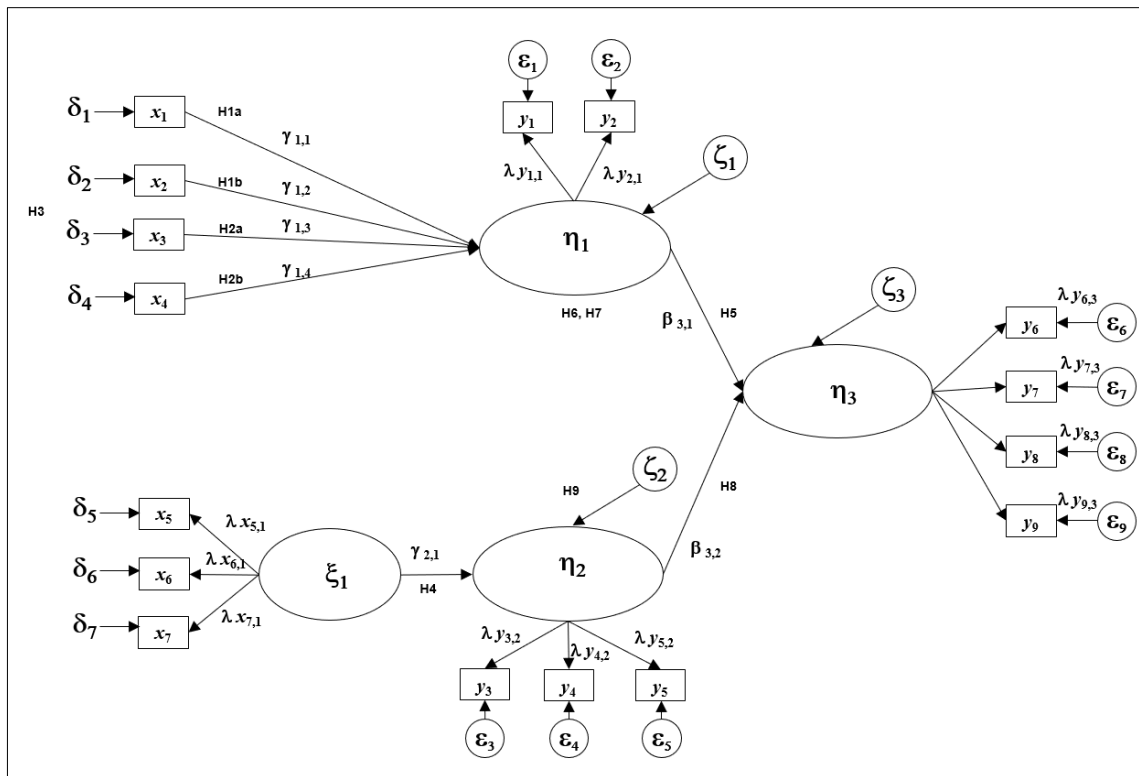 ε₁ ε₂
δ₁ x₁ H1a γ 1,1
y₁ y₂
λ y₁,₁ λ y₂,₁ ζ₁
δ₂ x₂ H1b γ 1,2
H3
δ₃ x₃ H2a γ 1,3
η₁
δ₄ x₄ H2b γ 1,4
H6, H7
β 3,1 H5
ζ₃
η₃
λ y₆,₃
y₆ ε₆
λ y₇,₃
y₇ ε₇
λ y₈,₃
y₈ ε₈
λ y₉,₃
y₉ ε₉
ζ₂
H9
H8
β 3,2
δ₅ x₅ λ x₅,₁
δ₆ x₆ λ x₆,₁
δ₇ x₇ λ x₇,₁
ξ₁
γ 2,1
H4
η₂
λ y₃,₂ λ y₄,₂ λ y₅,₂
y₃ y₄ y₅
ε₃ ε₄ ε₅